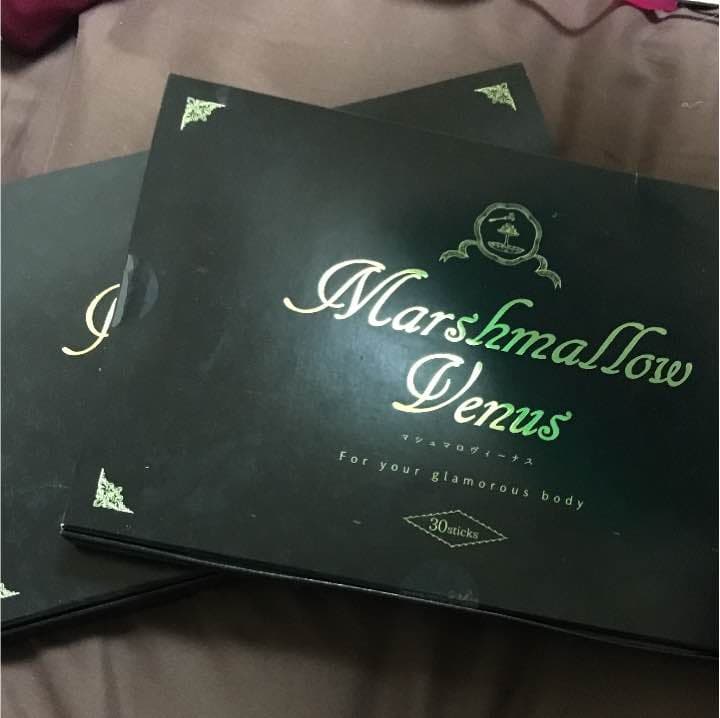 Marshmallow
Venus
マシュマロヴィーナス
For your glamorous body
30sticks